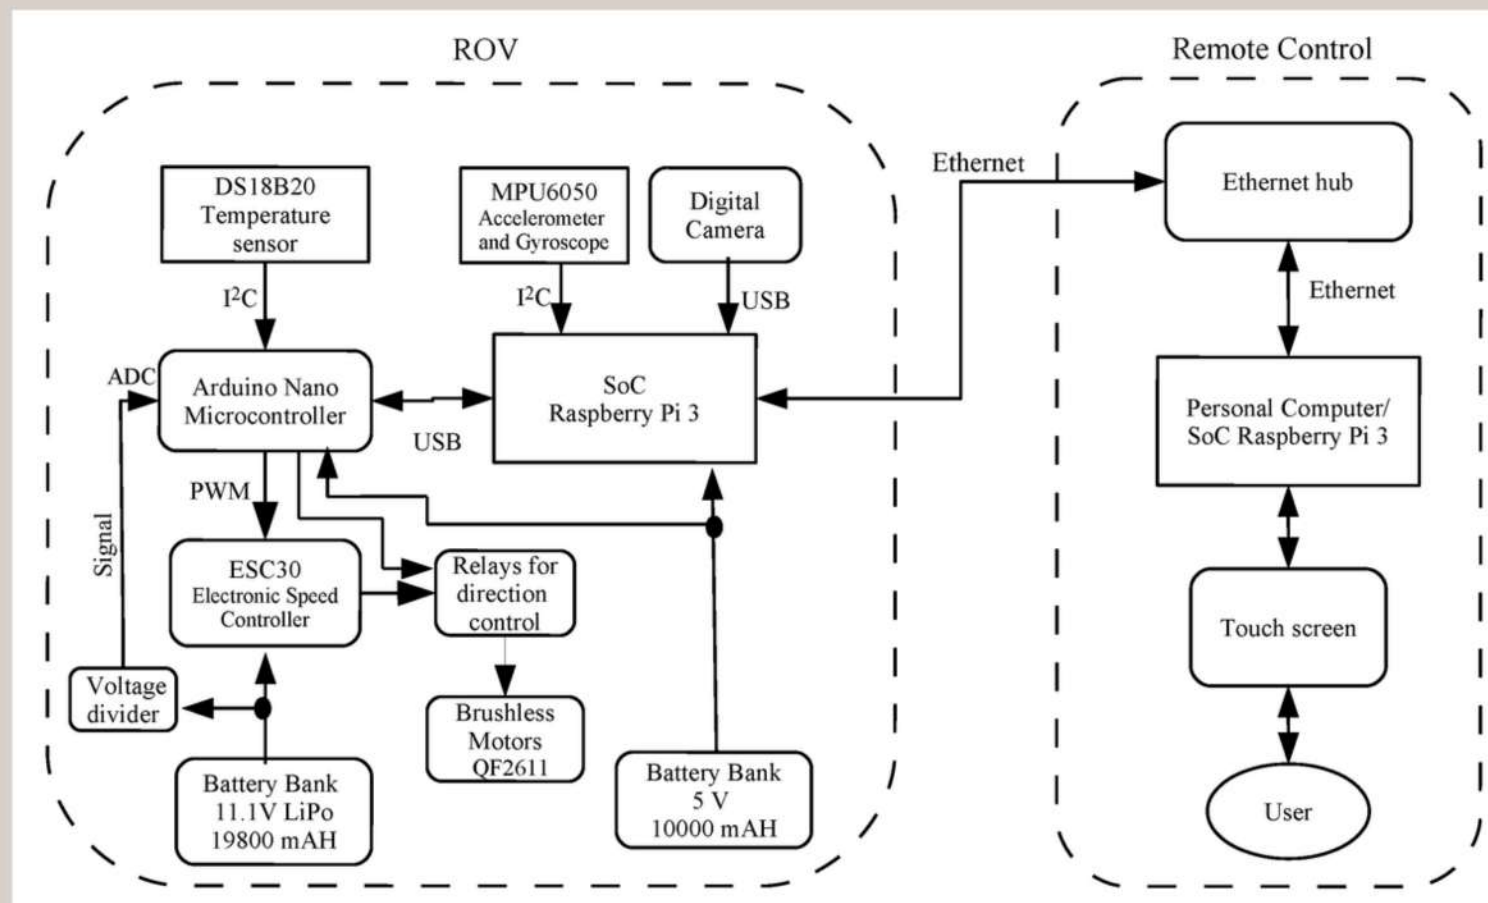 ROV
Remote Control
DS18B20
Temperature
sensor
MPU6050
Accelerometer
and Gyroscope
Digital
Camera
Ethernet
Ethernet hub
I²C
I²C
USB
Ethernet
ADC
Arduino Nano
Microcontroller
USB
SoC
Raspberry Pi 3
Personal Computer/
SoC Raspberry Pi 3
PWM
Signal
ESC30
Electronic Speed
Controller
Relays for
direction
control
Touch screen
Voltage
divider
Brushless
Motors
QF2611
Battery Bank
11.1V LiPo
19800 mAH
Battery Bank
5 V
10000 mAH
User